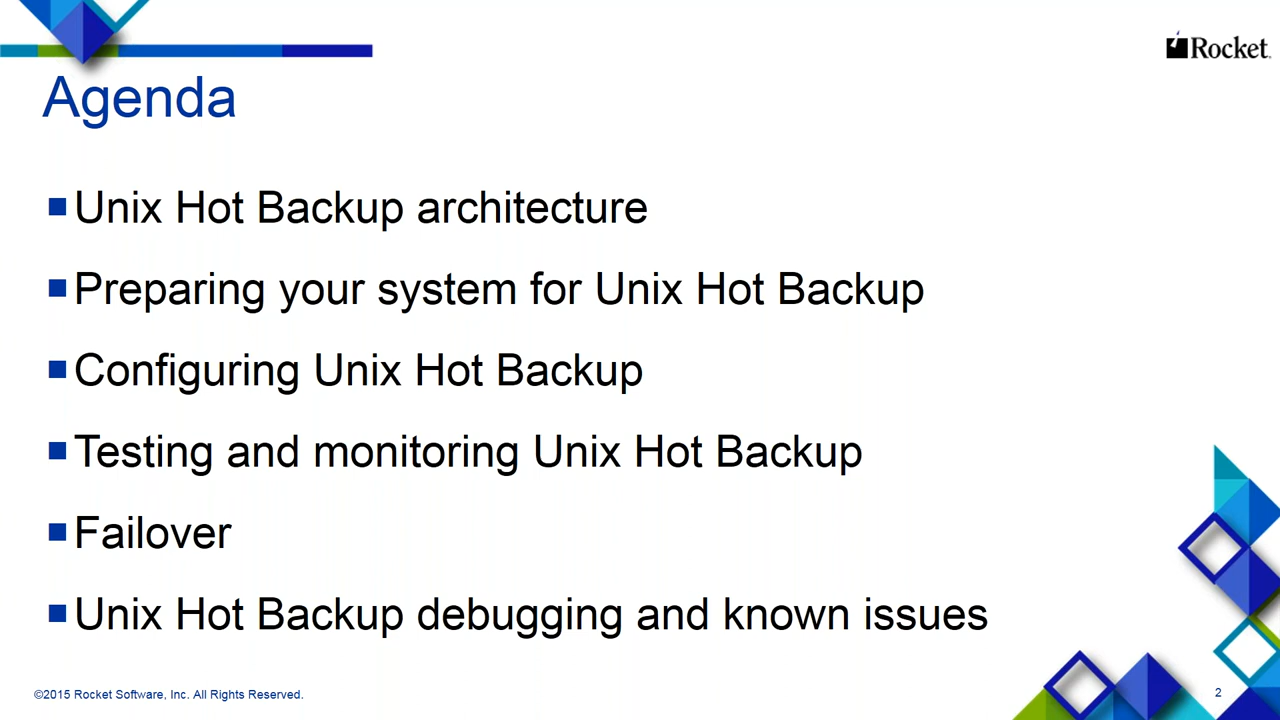 Rocket.
Agenda
Unix Hot Backup architecture
Preparing your system for Unix Hot Backup
Configuring Unix Hot Backup
Testing and monitoring Unix Hot Backup
Failover
Unix Hot Backup debugging and known issues
©2015 Rocket Software, Inc. All Rights Reserved.
2